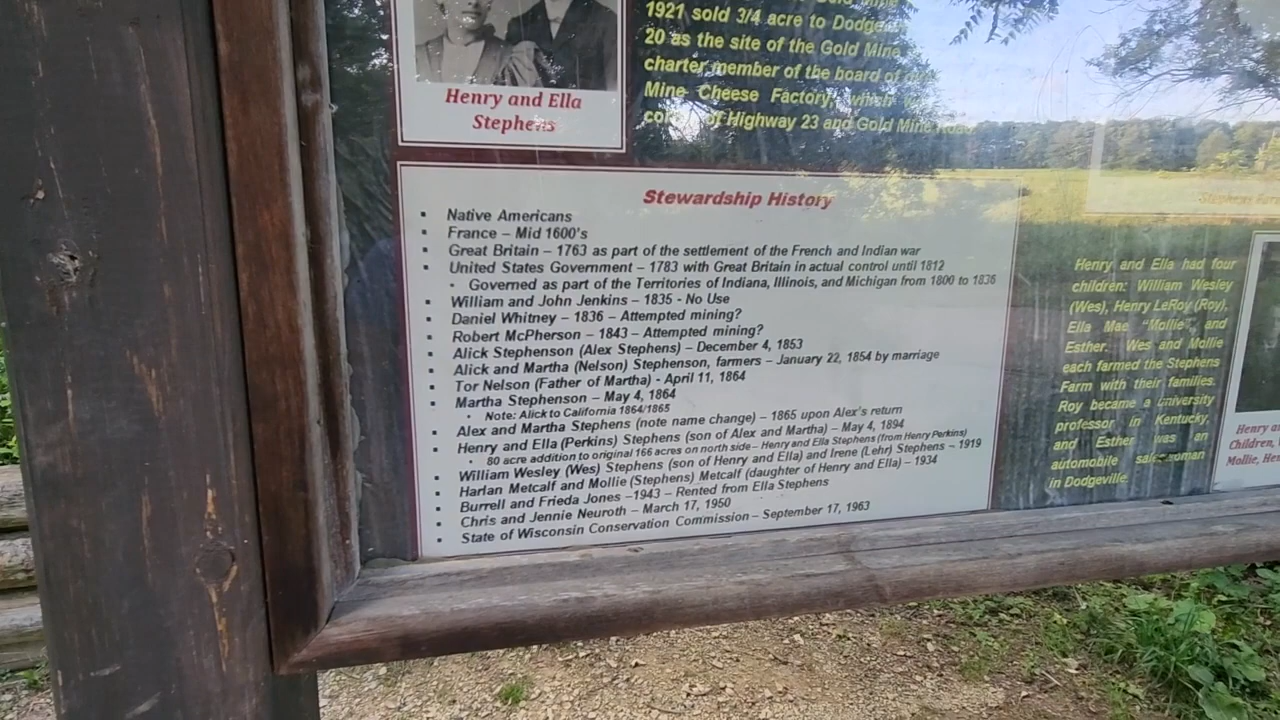 Henry and Ella
Stephens
Mine
1921 sold 3/4 acre to
20 as the site of the Gold Mine
charter member of the board of
Mine Cheese Factory, which
of Highway 23 and Gold Mine Road
Stewardship History
▪ Native Americans
▪ France – Mid 1600's
▪ Great Britain – 1763 as part of the settlement of the French and Indian war
▪ United States Government – 1783 with Great Britain in actual control until 1812
• Governed as part of the Territories of Indiana, Illinois, and Michigan from 1800 to 1836
▪ William and John Jenkins – 1835 - No Use
▪ Daniel Whitney – 1836 – Attempted mining?
▪ Robert McPherson – 1843 – Attempted mining?
▪ Alick Stephenson (Alex Stephens) – December 4, 1853
▪ Alick and Martha (Nelson) Stephenson, farmers – January 22, 1854 by marriage
▪ Tor Nelson (Father of Martha) - April 11, 1864
▪ Martha Stephenson – May 4, 1864
• Note: Alick to California 1864/1865
▪ Alex and Martha Stephens (note name change) – 1865 upon Alex's return
▪ Henry and Ella (Perkins) Stephens (son of Alex and Martha) – May 4, 1894
• 80 acre addition to original 166 acres on north side – Henry and Ella Stephens (from Henry Perkins)
▪ William Wesley (Wes) Stephens (son of Henry and Ella) and Irene (Lehr) Stephens – 1919
▪ Harlan Metcalf and Mollie (Stephens) Metcalf (daughter of Henry and Ella) – 1934
▪ Burrell and Frieda Jones –1943 – Rented from Ella Stephens
▪ Chris and Jennie Neuroth – March 17, 1950
▪ State of Wisconsin Conservation Commission – September 17, 1963
Stephens
Henry and Ella had four
children: William Wesley
(Wes), Henry LeRoy (Roy),
Ella Mae "Mollie", and
Esther. Wes and Mollie
each farmed the Stephens
Farm with their families.
Roy became a university
professor in Kentucky,
and Esther was an
automobile saleswoman
in Dodgeville.
Henry
Children,
Mollie,